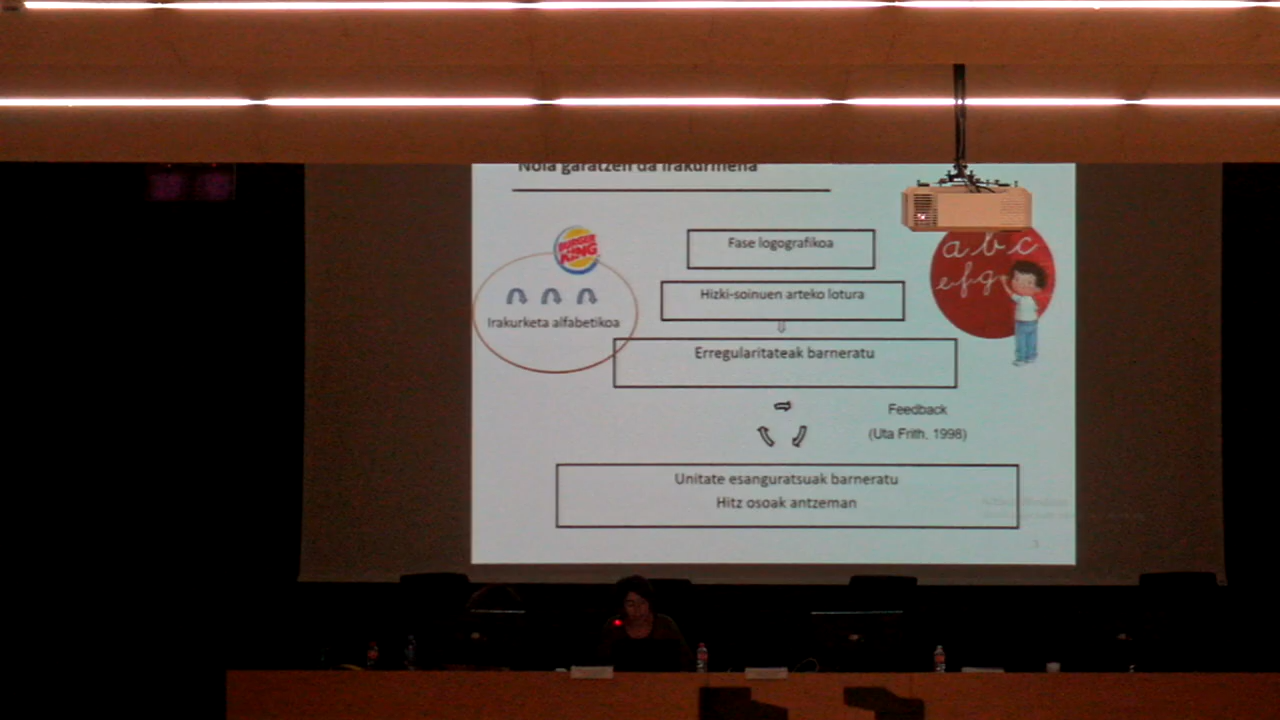 Nola garatzen da irakurmena
BURGER
KING
Fase logografikoa
a b c
e f g
Hizki-soinuen arteko lotura
Irakurketa alfabetikoa
Erregularitateak barneratu
Feedback
(Uta Frith, 1998)
Unitate esanguratsuak barneratu
Hitz osoak antzeman
3